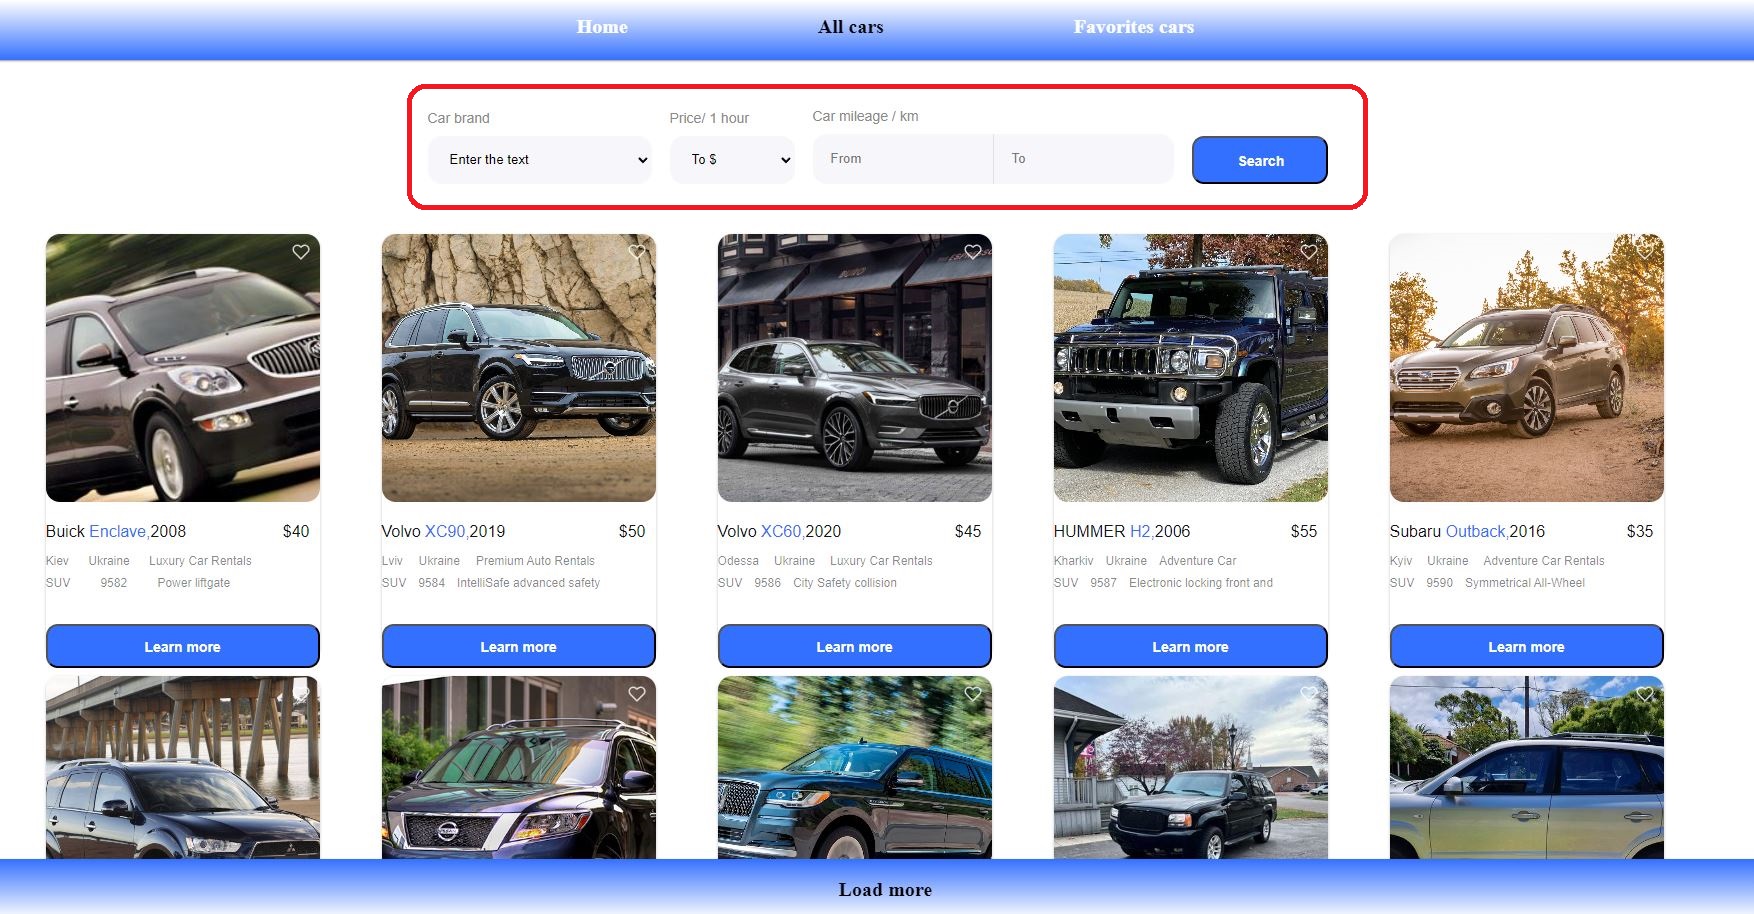 Home All cars Favorites cars
Car brand Price/ 1 hour Car mileage / km
Enter the text To $ From To Search
Buick Enclave,2008 $40
Kiev Ukraine Luxury Car Rentals
SUV 9582 Power liftgate
Learn more
Volvo XC90,2019 $50
Lviv Ukraine Premium Auto Rentals
SUV 9584 IntelliSafe advanced safety
Learn more
Volvo XC60,2020 $45
Odessa Ukraine Luxury Car Rentals
SUV 9586 City Safety collision
Learn more
HUMMER H2,2006 $55
Kharkiv Ukraine Adventure Car
SUV 9587 Electronic locking front and
Learn more
Subaru Outback,2016 $35
Kyiv Ukraine Adventure Car Rentals
SUV 9590 Symmetrical All-Wheel
Learn more
Load more